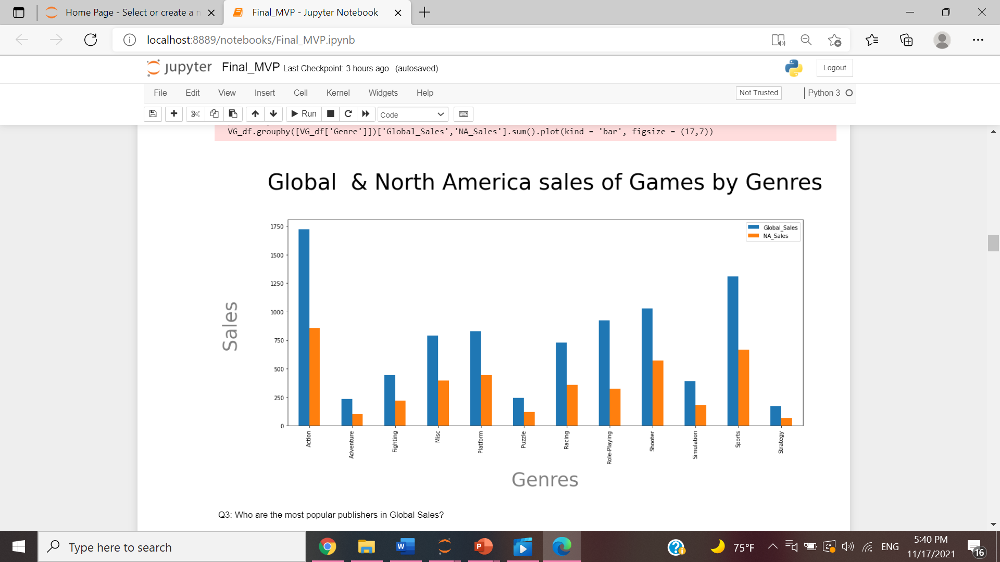 Home Page - Select or create a n
Final_MVP - Jupyter Notebook
localhost:8889/notebooks/Final_MVP.ipynb
jupyter Final_MVP Last Checkpoint: 3 hours ago (autosaved)
Logout
File Edit View Insert Cell Kernel Widgets Help
Not Trusted
Python 3
Run
Code
VG_df.groupby([VG_df['Genre']])['Global_Sales','NA_Sales'].sum().plot(kind = 'bar', figsize = (17,7))
Global & North America sales of Games by Genres
Global_Sales
NA_Sales
1750
1500
1250
1000
750
500
250
0
Sales
Action
Adventure
Fighting
Misc
Platform
Puzzle
Racing
Role-Playing
Shooter
Simulation
Sports
Strategy
Genres
Q3: Who are the most popular publishers in Global Sales?
Type here to search
W
P
75°F
ENG
5:40 PM
11/17/2021
16